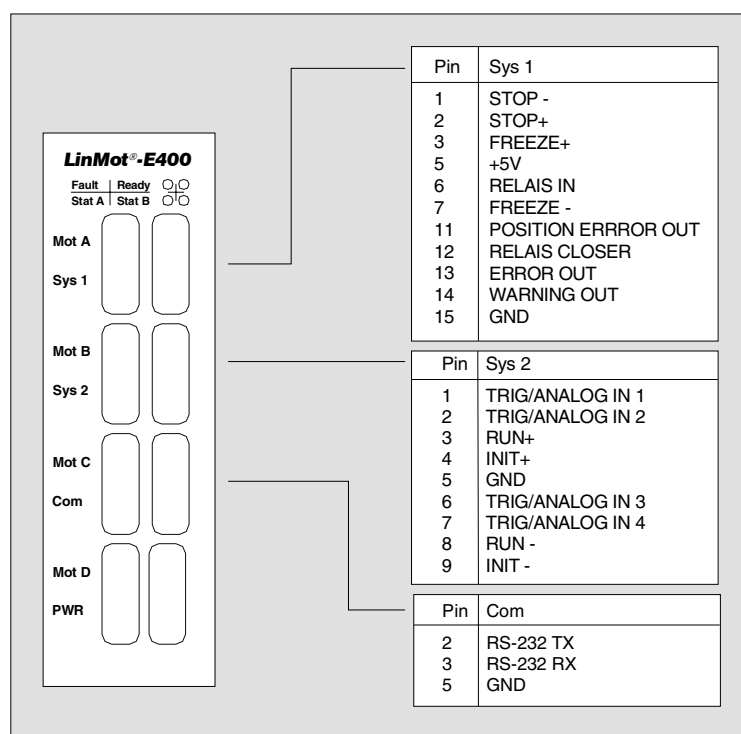 LinMot®-E400
Fault Ready
Stat A Stat B
Mot A
Sys 1
Mot B
Sys 2
Mot C
Com
Mot D
PWR
Pin Sys 1
1 STOP -
2 STOP+
3 FREEZE+
5 +5V
6 RELAIS IN
7 FREEZE -
11 POSITION ERRROR OUT
12 RELAIS CLOSER
13 ERROR OUT
14 WARNING OUT
15 GND
Pin Sys 2
1 TRIG/ANALOG IN 1
2 TRIG/ANALOG IN 2
3 RUN+
4 INIT+
5 GND
6 TRIG/ANALOG IN 3
7 TRIG/ANALOG IN 4
8 RUN -
9 INIT -
Pin Com
2 RS-232 TX
3 RS-232 RX
5 GND